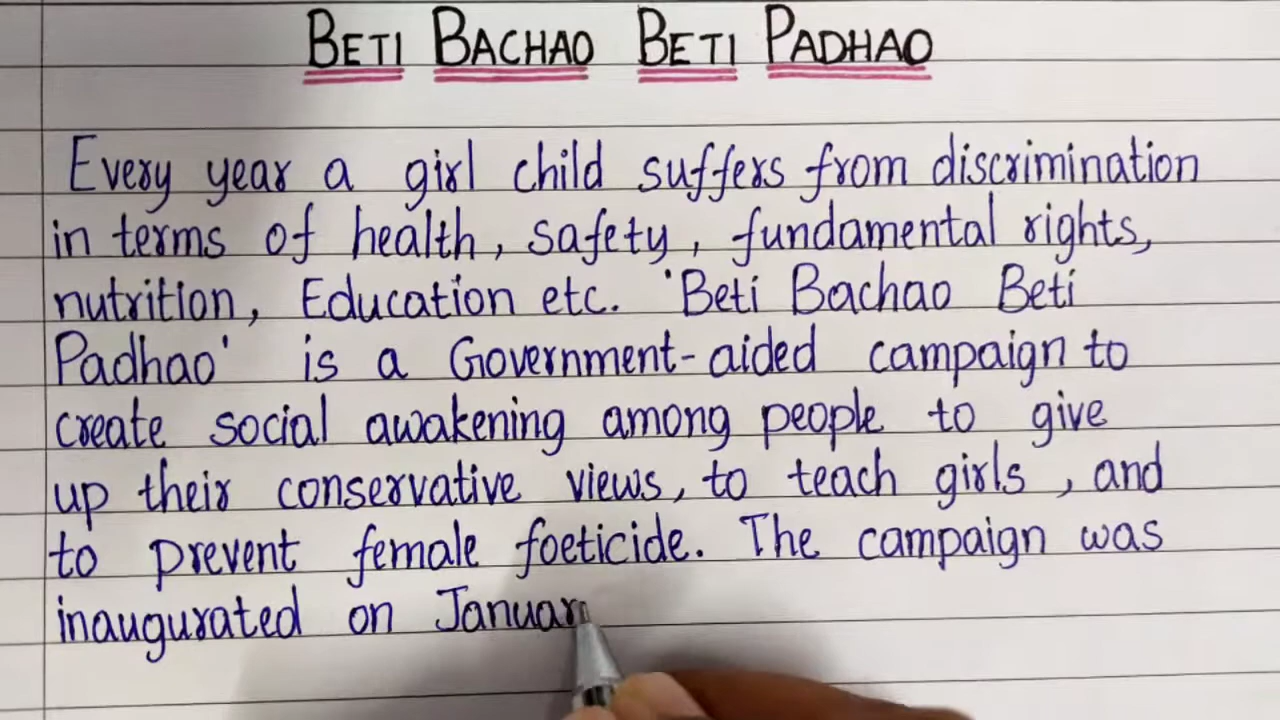 BETI BACHAO BETI PADHAO
Every year a girl child suffers from discrimination
in terms of health, safety, fundamental rights,
nutrition, Education etc. 'Beti Bachao Beti
Padhao' is a Government-aided campaign to
create social awakening among people to give
up their conservative views, to teach girls, and
to prevent female foeticide. The campaign was
inaugurated on Januar